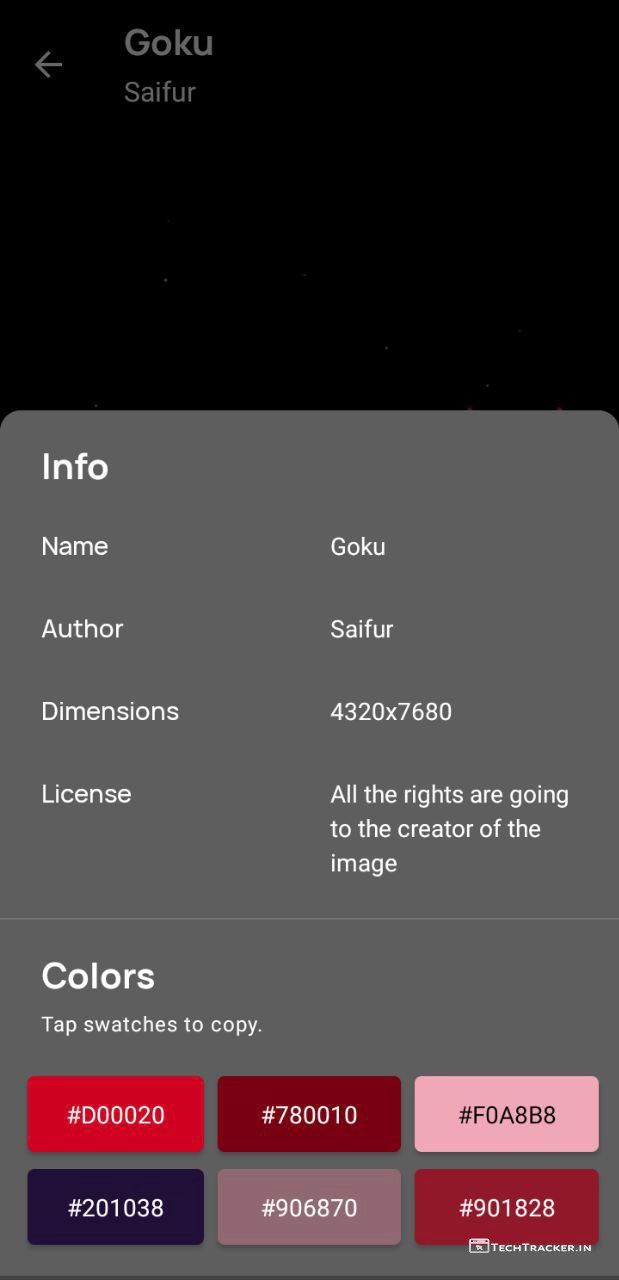 Goku
Saifur
Info
Name Goku
Author Saifur
Dimensions 4320x7680
License All the rights are going
to the creator of the
image
Colors
Tap swatches to copy.
#D00020 #780010 #F0A8B8
#201038 #906870 #901828
TECHTRACKER.IN